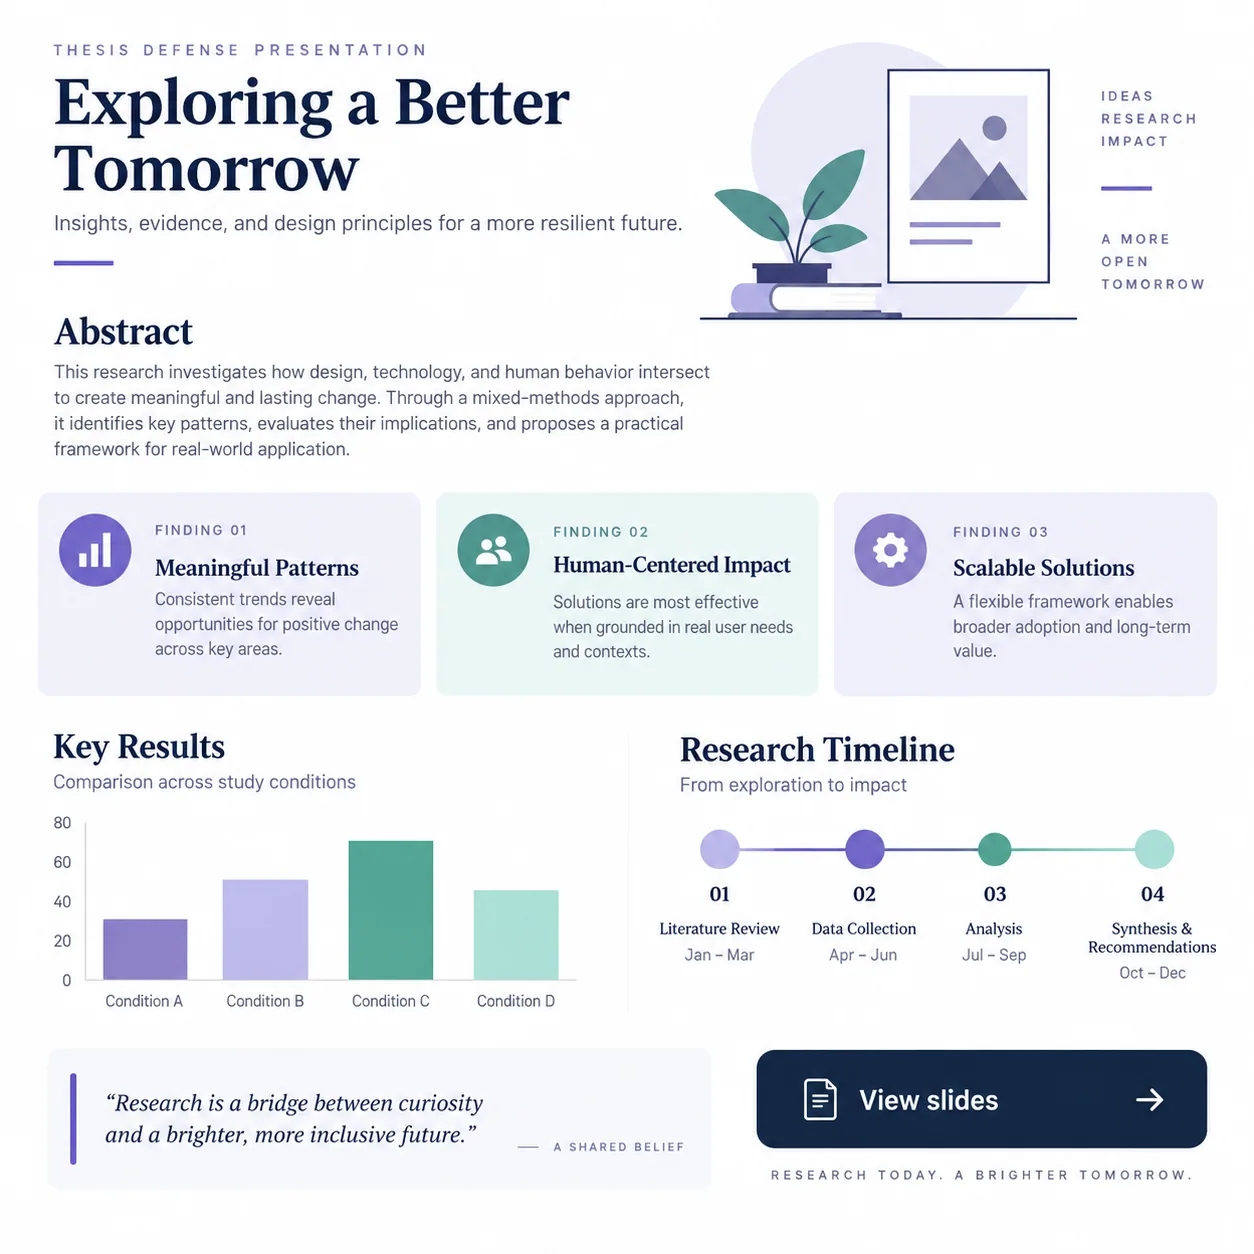 THESIS DEFENSE PRESENTATION
Exploring a Better
Tomorrow
Insights, evidence, and design principles for a more resilient future.
IDEAS
RESEARCH
IMPACT
A MORE
OPEN
TOMORROW
Abstract
This research investigates how design, technology, and human behavior intersect
to create meaningful and lasting change. Through a mixed-methods approach,
it identifies key patterns, evaluates their implications, and proposes a practical
framework for real-world application.
FINDING 01
Meaningful Patterns
Consistent trends reveal
opportunities for positive change
across key areas.
FINDING 02
Human-Centered Impact
Solutions are most effective
when grounded in real user needs
and contexts.
FINDING 03
Scalable Solutions
A flexible framework enables
broader adoption and long-term
value.
Key Results
Comparison across study conditions
80
60
40
20
0
Condition A
Condition B
Condition C
Condition D
Research Timeline
From exploration to impact
01
Literature Review
Jan – Mar
02
Data Collection
Apr – Jun
03
Analysis
Jul – Sep
04
Synthesis &
Recommendations
Oct – Dec
“Research is a bridge between curiosity
and a brighter, more inclusive future.”
— A SHARED BELIEF
View slides
RESEARCH TODAY. A BRIGHTER TOMORROW.